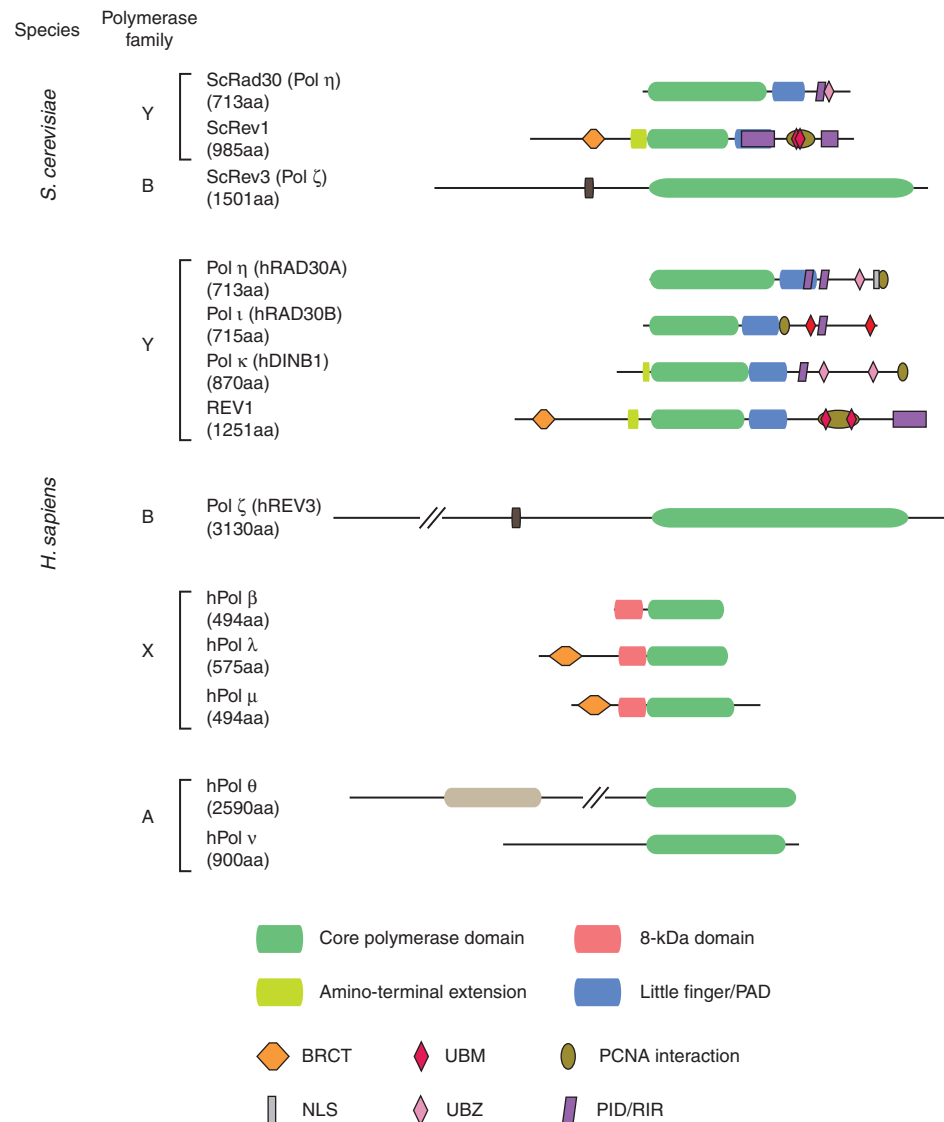 Species
Polymerase
family
S. cerevisiae
Y
ScRad30 (Pol η)
(713aa)
ScRev1
(985aa)
B
ScRev3 (Pol ζ)
(1501aa)
H. sapiens
Y
Pol η (hRAD30A)
(713aa)
Pol ι (hRAD30B)
(715aa)
Pol κ (hDINB1)
(870aa)
REV1
(1251aa)
B
Pol ζ (hREV3)
(3130aa)
X
hPol β
(494aa)
hPol λ
(575aa)
hPol μ
(494aa)
A
hPol θ
(2590aa)
hPol ν
(900aa)
Core polymerase domain
8-kDa domain
Amino-terminal extension
Little finger/PAD
BRCT
UBM
PCNA interaction
NLS
UBZ
PID/RIR